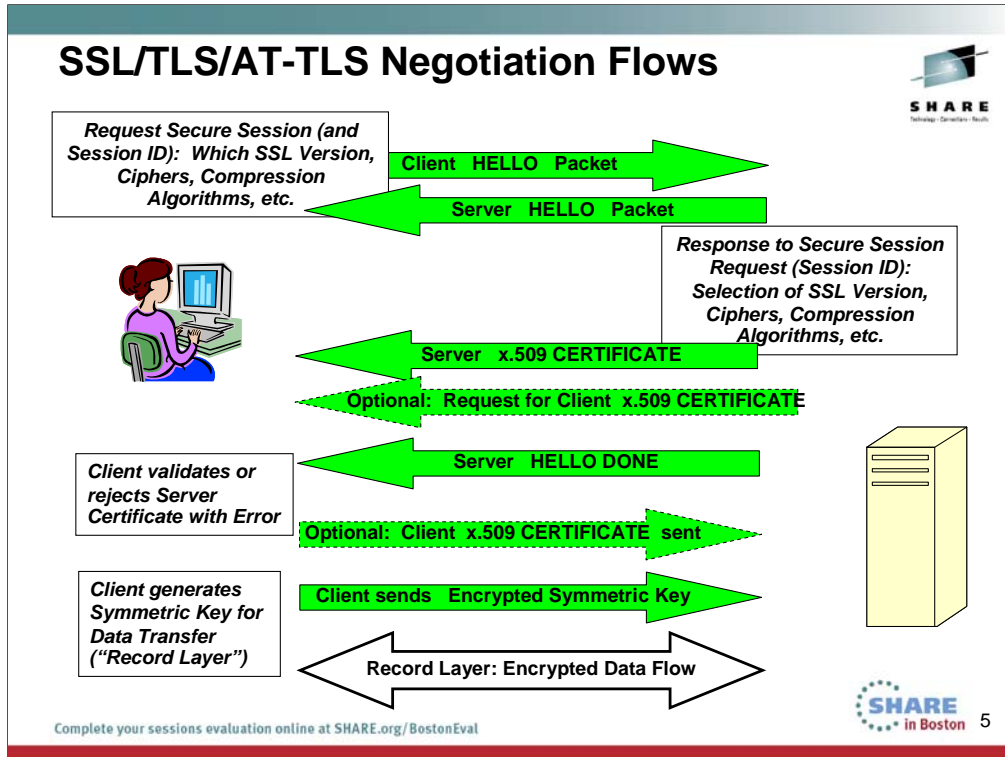 SSL/TLS/AT-TLS Negotiation Flows
SHARE
Technology · Connections · Results
Request Secure Session (and
Session ID): Which SSL Version,
Ciphers, Compression
Algorithms, etc.
Client HELLO Packet
Server HELLO Packet
Response to Secure Session
Request (Session ID):
Selection of SSL Version,
Ciphers, Compression
Algorithms, etc.
Server x.509 CERTIFICATE
Optional: Request for Client x.509 CERTIFICATE
Server HELLO DONE
Client validates or
rejects Server
Certificate with Error
Optional: Client x.509 CERTIFICATE sent
Client generates
Symmetric Key for
Data Transfer
(“Record Layer”)
Client sends Encrypted Symmetric Key
Record Layer: Encrypted Data Flow
Complete your sessions evaluation online at SHARE.org/BostonEval
SHARE
in Boston
5